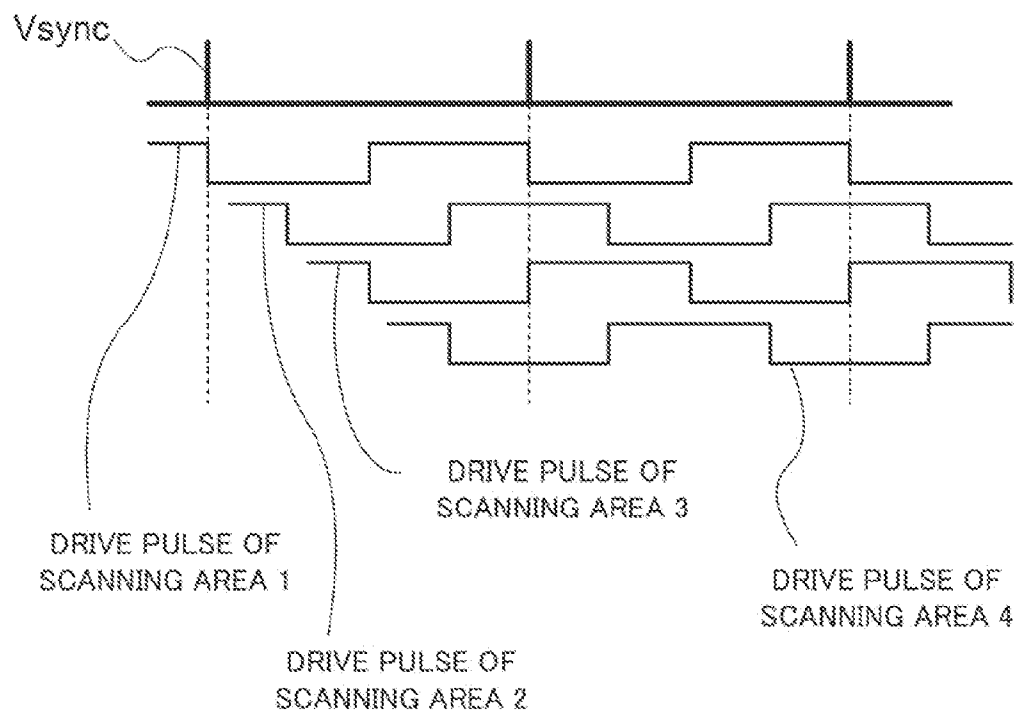 Vsync
DRIVE PULSE OF
SCANNING AREA 3
DRIVE PULSE OF
SCANNING AREA 1
DRIVE PULSE OF
SCANNING AREA 4
DRIVE PULSE OF
SCANNING AREA 2